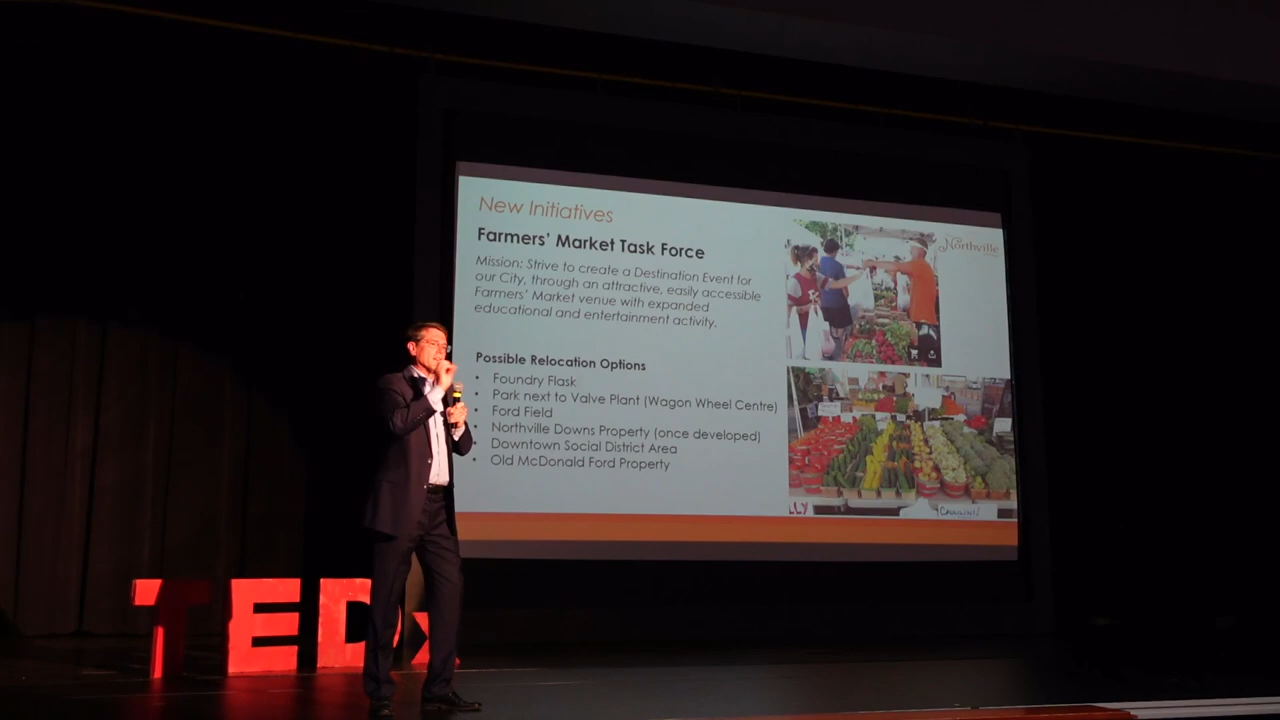 New Initiatives
Farmers' Market Task Force
Mission: Strive to create a Destination Event for
our City, through an attractive, easily accessible
Farmers' Market venue with expanded
educational and entertainment activity.
Possible Relocation Options
• Foundry Flask
• Park next to Valve Plant (Wagon Wheel Centre)
• Ford Field
• Northville Downs Property (once developed)
• Downtown Social District Area
• Old McDonald Ford Property
Northville
LLY
TEDx